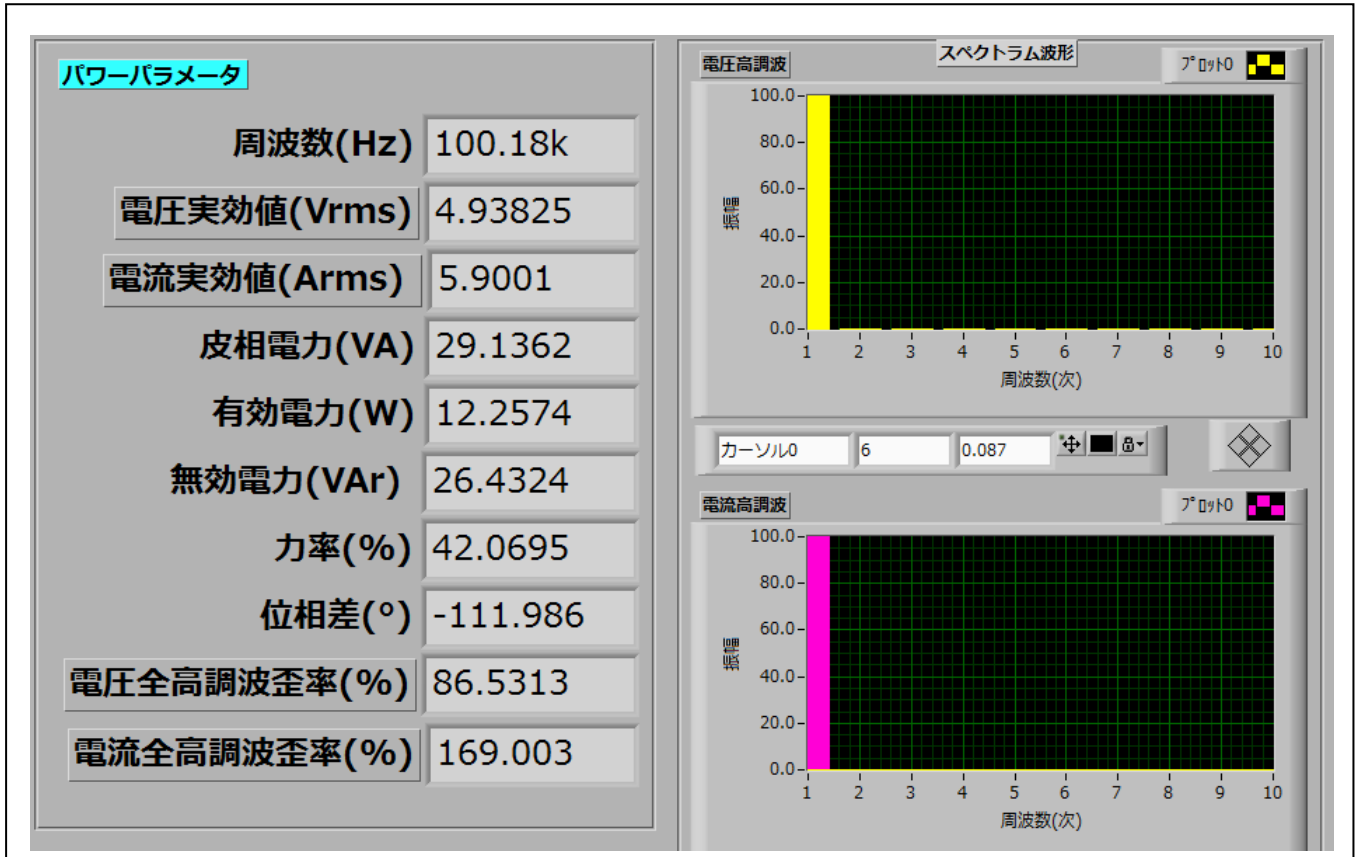 パワーパラメータ
周波数(Hz) 100.18k
電圧実効値(Vrms) 4.93825
電流実効値(Arms) 5.9001
皮相電力(VA) 29.1362
有効電力(W) 12.2574
無効電力(VAr) 26.4324
力率(%) 42.0695
位相差(°) -111.986
電圧全高調波歪率(%) 86.5313
電流全高調波歪率(%) 169.003
スペクトラム波形
電圧高調波
プロット0
100.0
80.0
60.0
40.0
20.0
0.0
振幅
1 2 3 4 5 6 7 8 9 10
周波数(次)
カーソル0 6 0.087
電流高調波
プロット0
100.0
80.0
60.0
40.0
20.0
0.0
振幅
1 2 3 4 5 6 7 8 9 10
周波数(次)